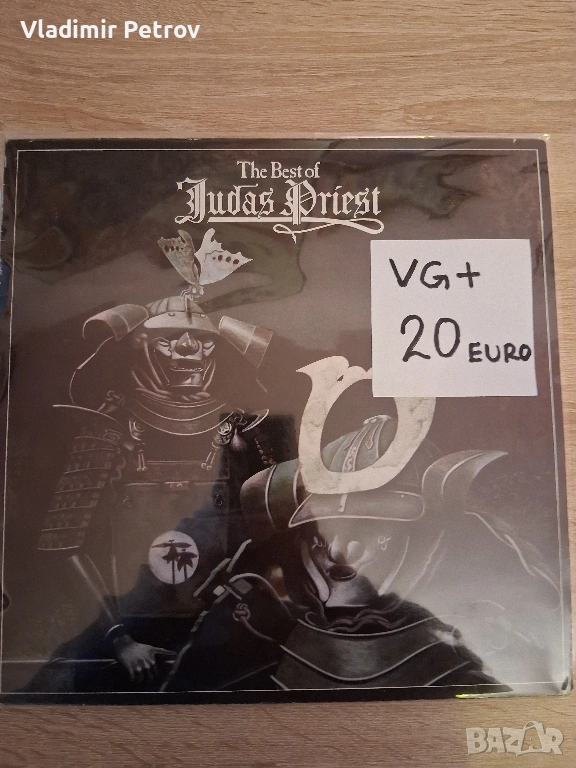 Vladimir Petrov
The Best of
Judas Priest
VG+
20 EURO
BAZAR